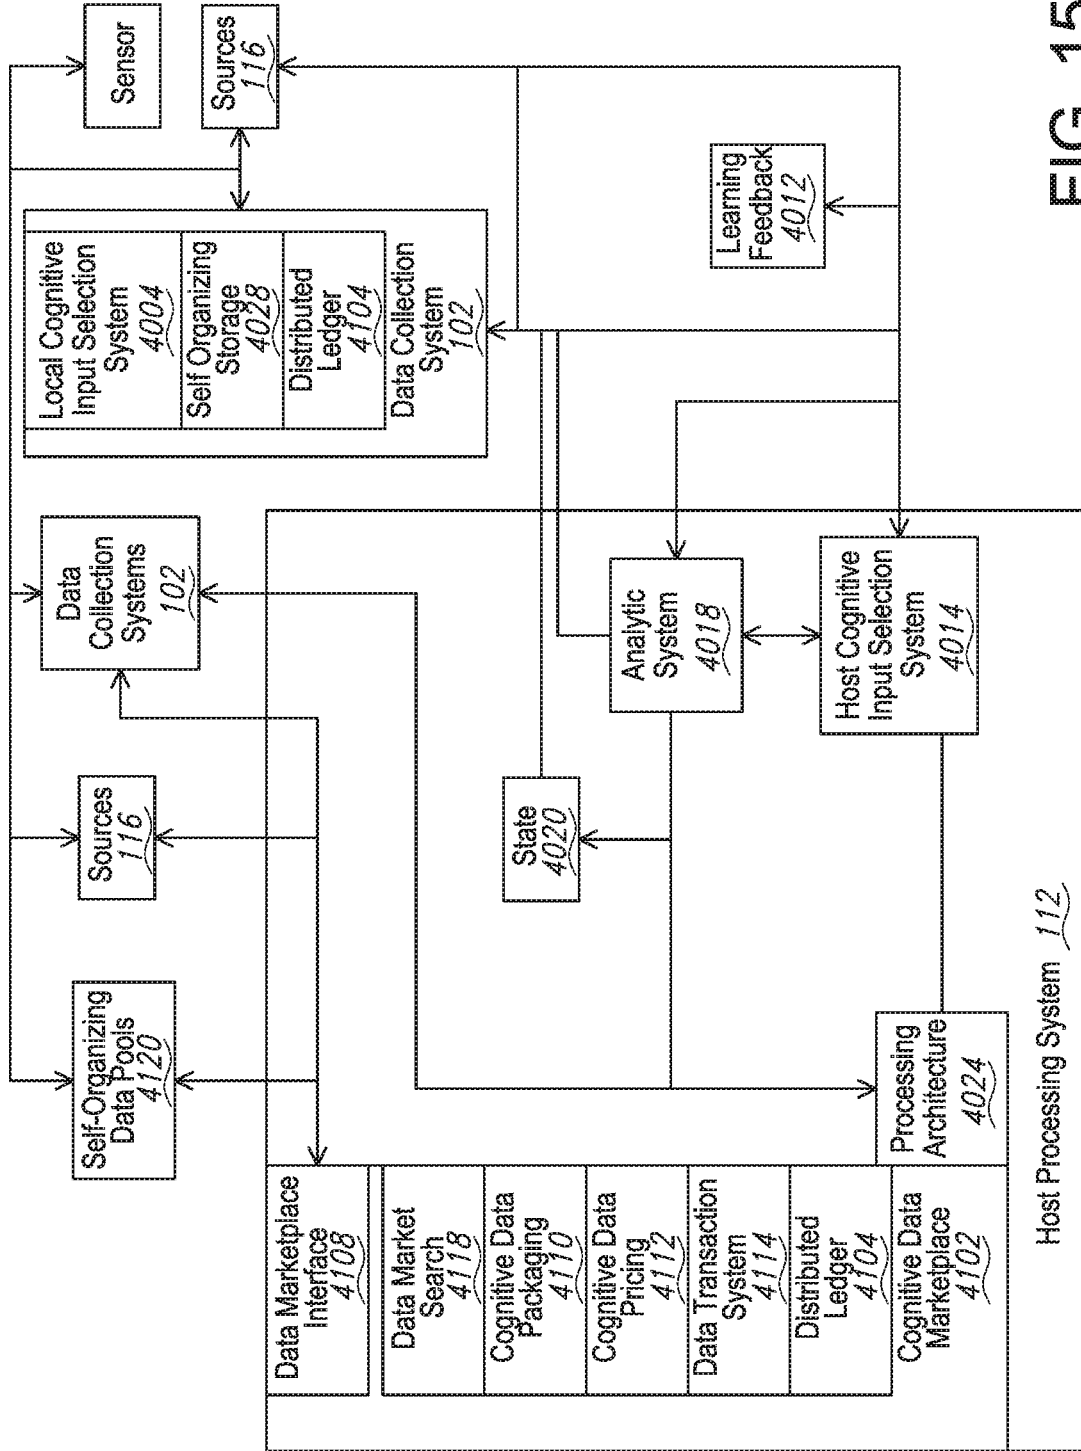 Sensor
Sources
116
Local Cognitive
Input Selection
System
4004
Self Organizing
Storage
4028
Distributed
Ledger
4104
Data Collection
System
102
Learning
Feedback
4012
Data
Collection
Systems
102
Analytic
System
4018
Host Cognitive
Input Selection
System
4014
Sources
116
State
4020
Self-Organizing
Data Pools
4120
Processing
Architecture
4024
Data Marketplace
Interface
4108
Data Market
Search
4118
Cognitive Data
Packaging
4110
Cognitive Data
Pricing
4112
Data Transaction
System
4114
Distributed
Ledger
4104
Cognitive Data
Marketplace
4102
Host Processing System 112
FIG. 15